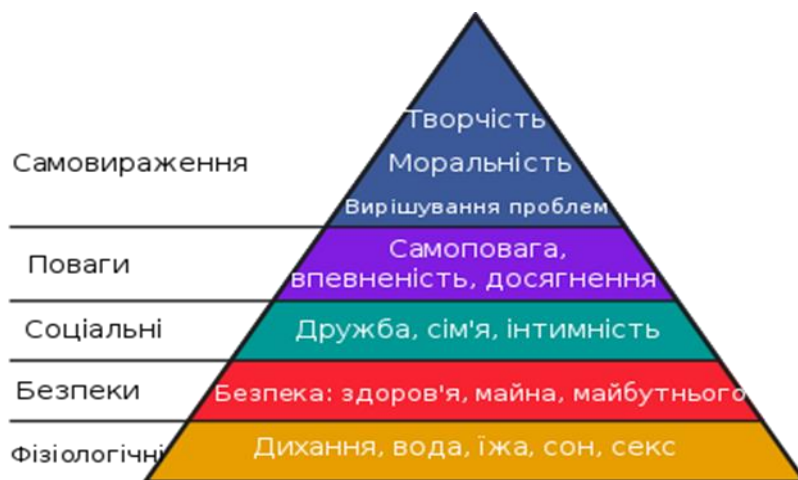 Творчість
Самовираження
Моральність
Вирішування проблем
Поваги
Самоповага,
впевненість, досягнення
Соціальні
Дружба, сім'я, інтимність
Безпеки
Безпека: здоров'я, майна, майбутнього
Фізіологічні
Дихання, вода, їжа, сон, секс